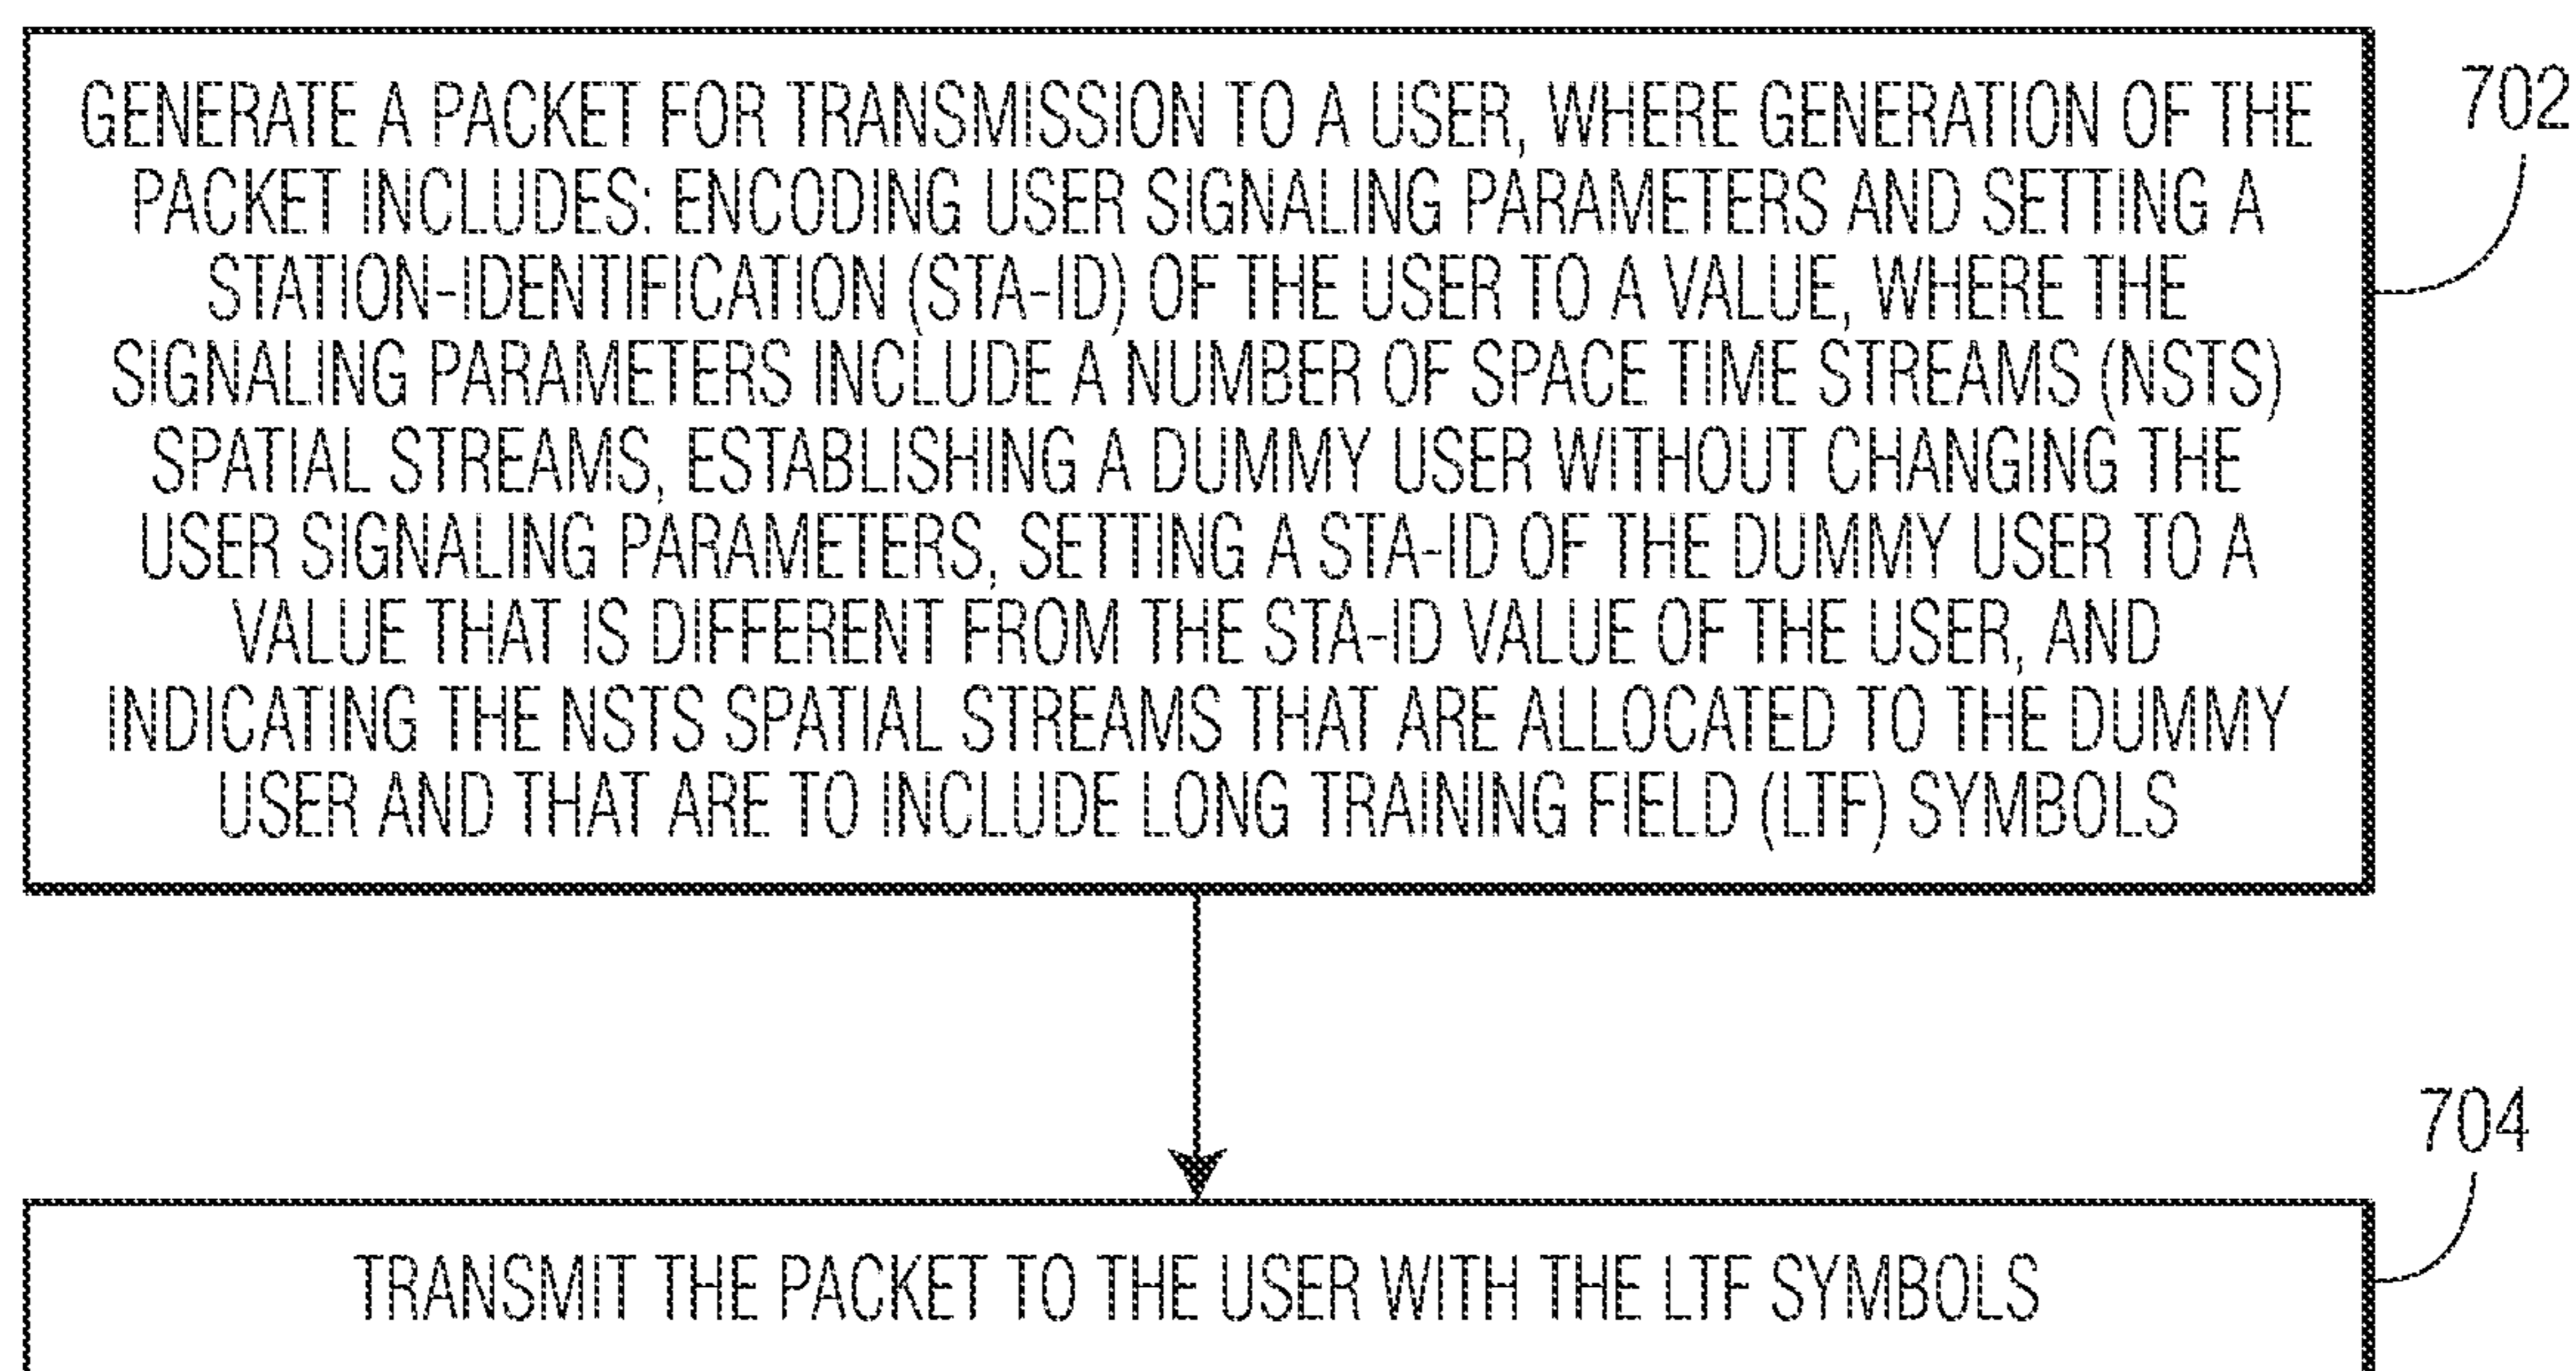 GENERATE A PACKET FOR TRANSMISSION TO A USER, WHERE GENERATION OF THE
PACKET INCLUDES: ENCODING USER SIGNALING PARAMETERS AND SETTING A
STATION-IDENTIFICATION (STA-ID) OF THE USER TO A VALUE, WHERE THE
SIGNALING PARAMETERS INCLUDE A NUMBER OF SPACE TIME STREAMS (NSTS)
SPATIAL STREAMS, ESTABLISHING A DUMMY USER WITHOUT CHANGING THE
USER SIGNALING PARAMETERS, SETTING A STA-ID OF THE DUMMY USER TO A
VALUE THAT IS DIFFERENT FROM THE STA-ID VALUE OF THE USER, AND
INDICATING THE NSTS SPATIAL STREAMS THAT ARE ALLOCATED TO THE DUMMY
USER AND THAT ARE TO INCLUDE LONG TRAINING FIELD (LTF) SYMBOLS
702
704
TRANSMIT THE PACKET TO THE USER WITH THE LTF SYMBOLS